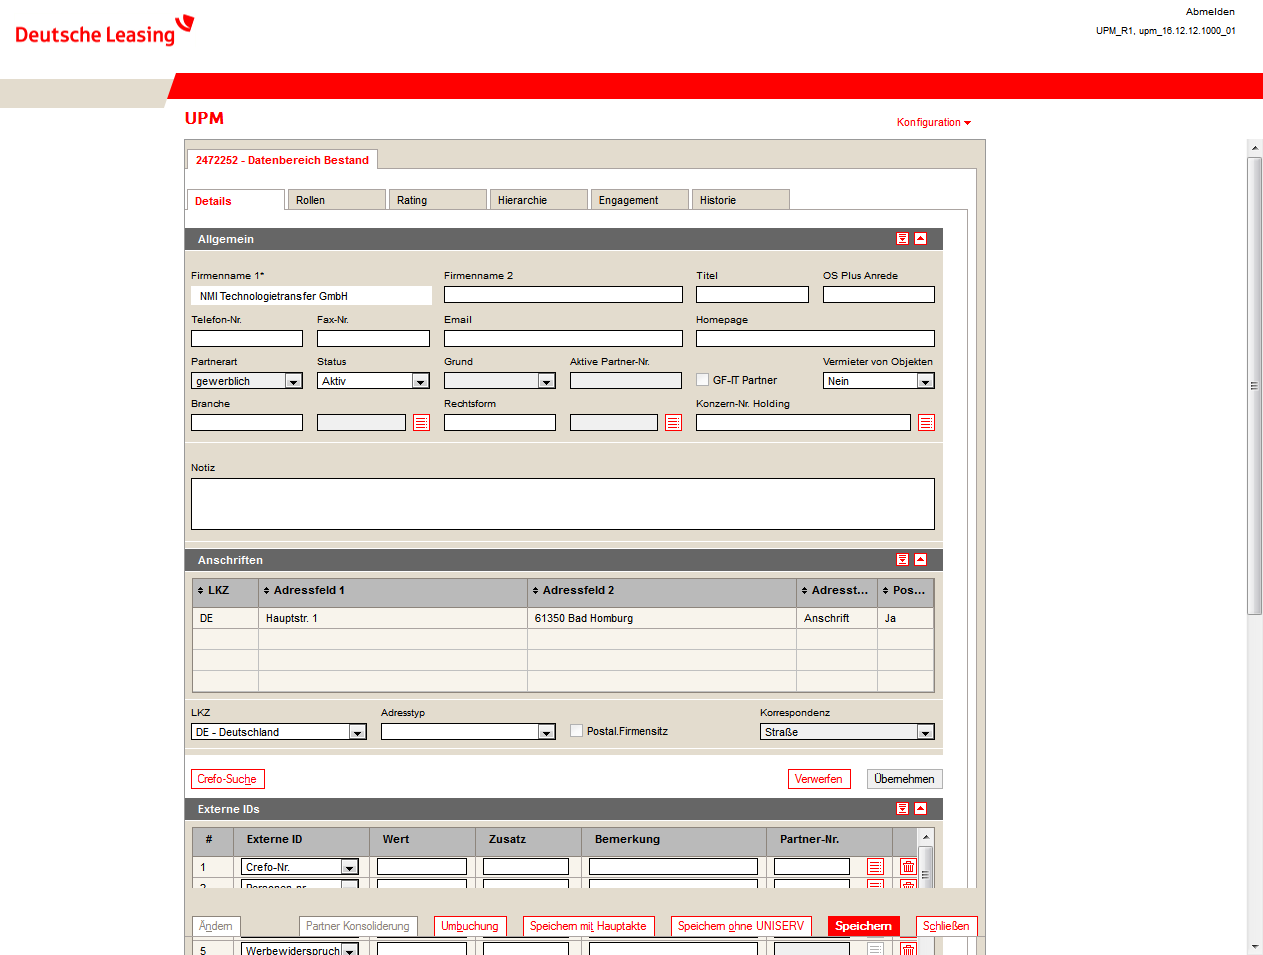 Abmelden
Deutsche Leasing
UPM_R1, upm_16.12.12.1000_01
UPM
Konfiguration
2472252 - Datenbereich Bestand
Details Rollen Rating Hierarchie Engagement Historie
Allgemein
Firmenname 1* Firmenname 2 Titel OS Plus Anrede
NMI Technologietransfer GmbH
Telefon-Nr. Fax-Nr. Email Homepage
Partnerart Status Grund Aktive Partner-Nr. Vermieter von Objekten
gewerblich Aktiv GF-IT Partner Nein
Branche Rechtsform Konzern-Nr. Holding
Notiz
Anschriften
LKZ Adressfeld 1 Adressfeld 2 Adresst... Pos...
DE Hauptstr. 1 61350 Bad Homburg Anschrift Ja
LKZ Adresstyp Korrespondenz
DE - Deutschland Postal.Firmensitz Straße
Crefo-Suche Verwerfen Übernehmen
Externe IDs
# Externe ID Wert Zusatz Bemerkung Partner-Nr.
1 Crefo-Nr.
2 Personen-nr
Ändern Partner Konsolidierung Umbuchung Speichern mit Hauptakte Speichern ohne UNISERV Speichern Schließen
5 Werbewiderspruch